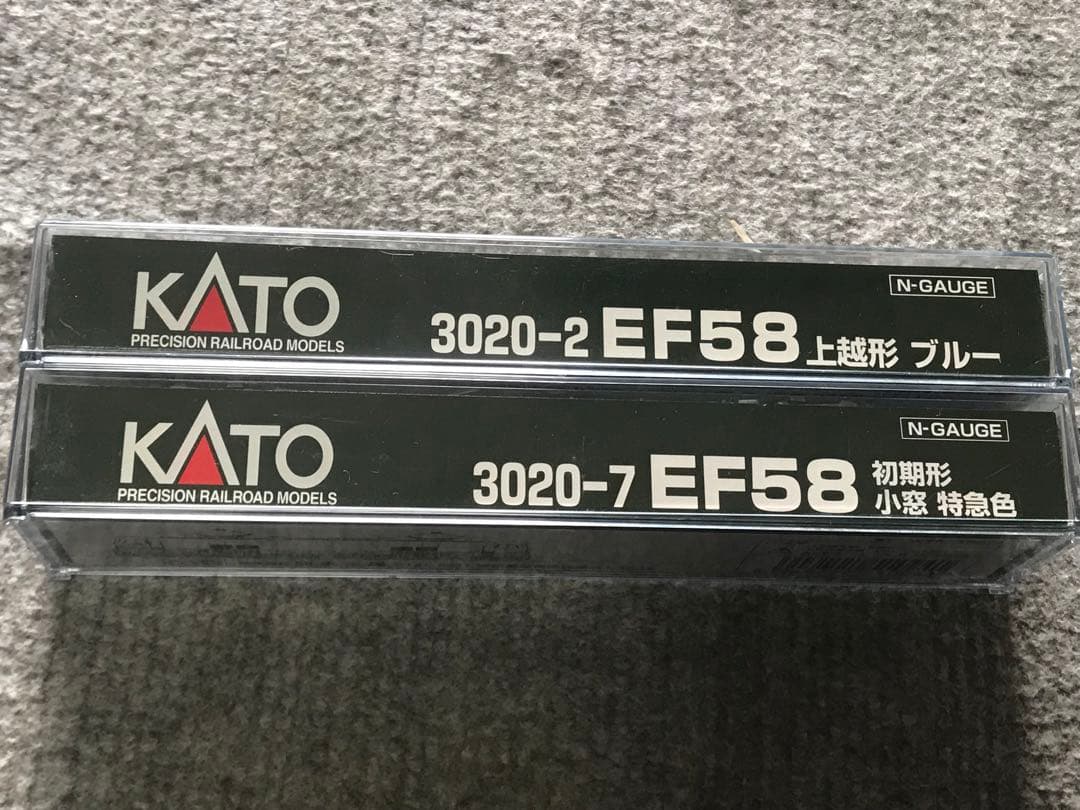 KATO
PRECISION RAILROAD MODELS
3020-2 EF58 上越形 ブルー
N-GAUGE
KATO
PRECISION RAILROAD MODELS
3020-7 EF58 初期形
小窓 特急色
N-GAUGE